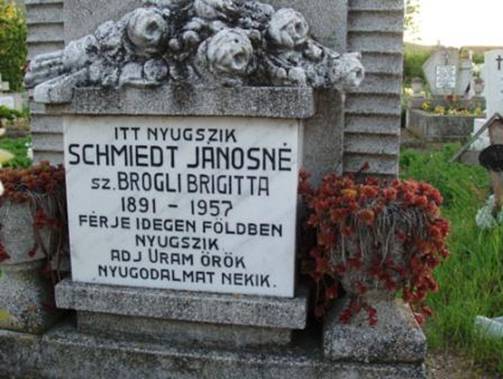 ITT NYUGSZIK
SCHMIEDT JÁNOSNÉ
SZ. BROGLI BRIGITTA
1891 - 1957
FÉRJE IDEGEN FÖLDBEN
NYUGSZIK
ADJ URAM ÖRÖK
NYUGODALMAT NEKIK.